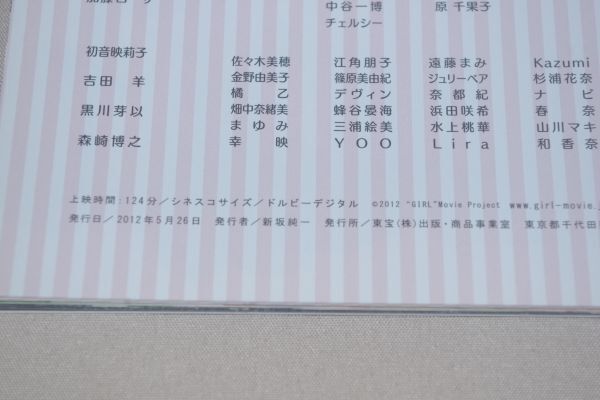 中谷一博 原 千果子
チェルシー
初音映莉子
佐々木美穂 江角朋子 遠藤まみ Kazumi
吉田 羊 金野由美子 篠原美由紀 ジュリーベア 杉浦花奈
橘 乙 デヴィン 奈都紀 ナ ビ
黒川芽以 畑中奈緒美 蜂谷晏海 浜田咲希 春 奈
まゆみ 三浦絵美 水上桃華 山川マキ
森崎博之 幸 映 YOO Lira 和香奈
上映時間:124分/シネスコサイズ/ドルビーデジタル ©2012 "GIRL"Movie Project www.girl-movie.j
発行日/2012年5月26日 発行者/新坂純一 発行所/東宝(株)出版・商品事業室 東京都千代田